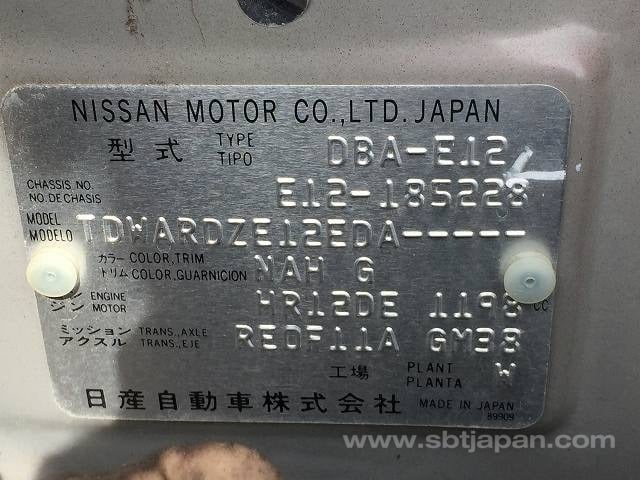 NISSAN MOTOR CO.,LTD. JAPAN
型式 TYPE TIPO DBA-E12
CHASSIS.NO. NO.DECHASIS E12-185228
MODEL MODELO TDWARDZE12EDA-----
カラー COLOR,TRIM
トリム COLOR,GUARNICION NAH G
ン ENGINE
ジン MOTOR HR12DE 1198 CC
ミッション TRANS.,AXLE
アクスル TRANS.,EJE RE0F11A GM38
工場 PLANT PLANTA W
日産自動車株式会社 MADE IN JAPAN
89909
www.sbtjapan.com